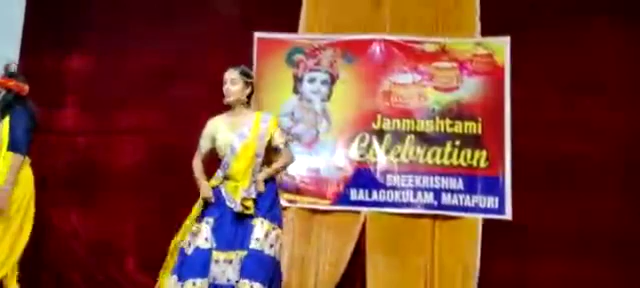 Janmashtami
Celebration
SREEKRISHNA
BALAGOKULAM, MAYAPURI